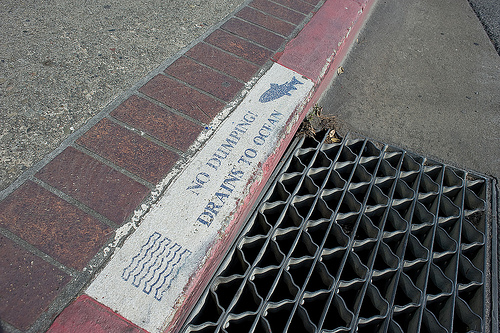 NO DUMPING!
DRAINS TO OCEAN